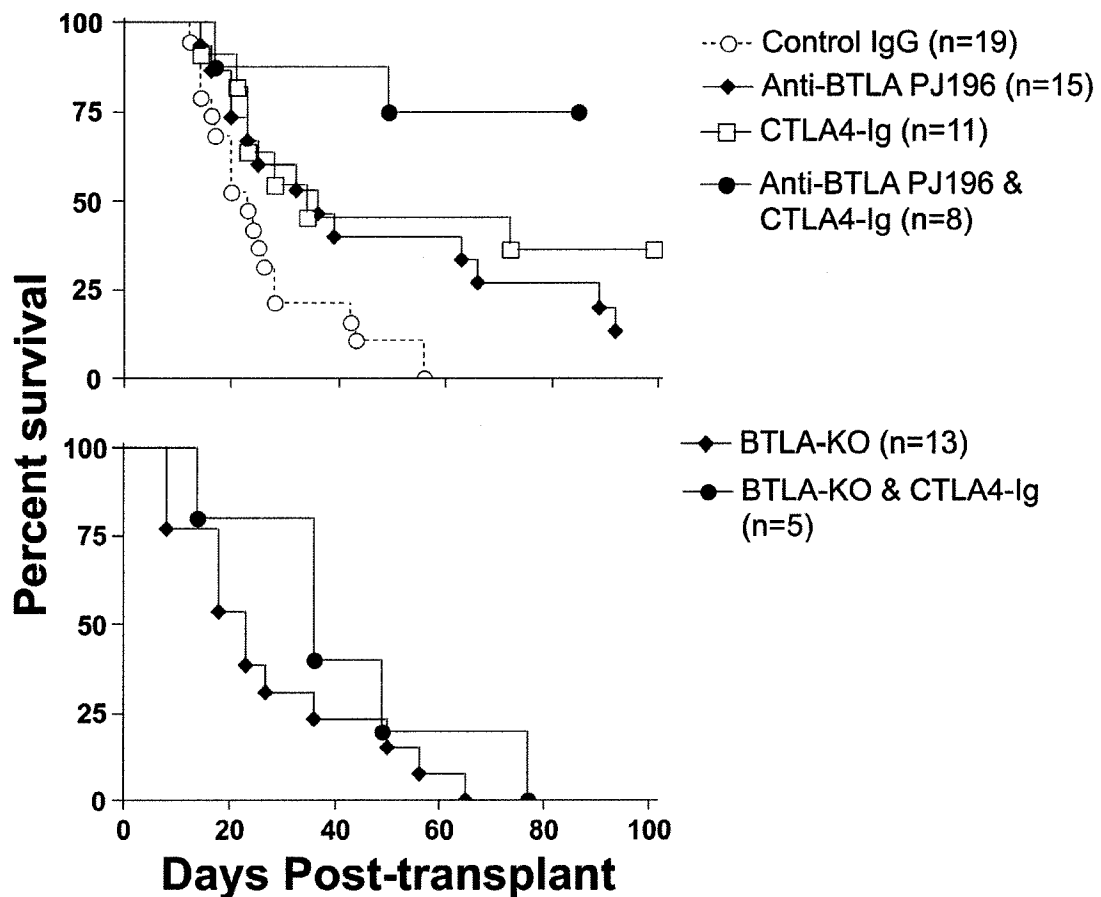 100
75
50
25
0
Control IgG (n=19)
Anti-BTLA PJ196 (n=15)
CTLA4-Ig (n=11)
Anti-BTLA PJ196 &
CTLA4-Ig (n=8)
Percent survival
100
75
50
25
0
BTLA-KO (n=13)
BTLA-KO & CTLA4-Ig
(n=5)
0 20 40 60 80 100
Days Post-transplant